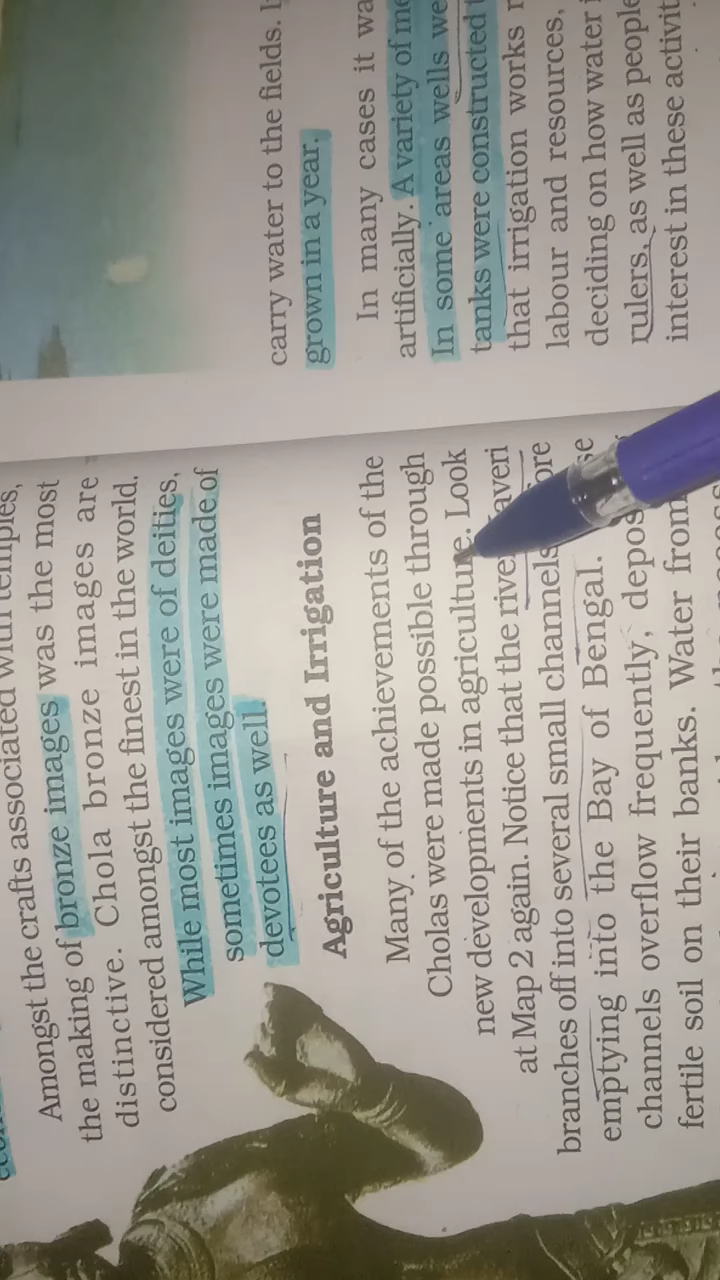 Amongst the crafts associated with temples,
the making of bronze images was the most
distinctive. Chola bronze images are
considered amongst the finest in the world.
While most images were of deities,
sometimes images were made of
devotees as well.
Agriculture and Irrigation
Many of the achievements of the
Cholas were made possible through
new developments in agriculture. Look
at Map 2 again. Notice that the river
branches off into several small channels
emptying into the Bay of Bengal.
channels overflow frequently,
fertile soil on their banks. Water from
carry water to the fields.
grown in a year.
In many cases it
artificially. A variety of
In some areas wells
tanks were constructed
that irrigation works
labour and resources,
deciding on how water
rulers, as well as people
interest in these